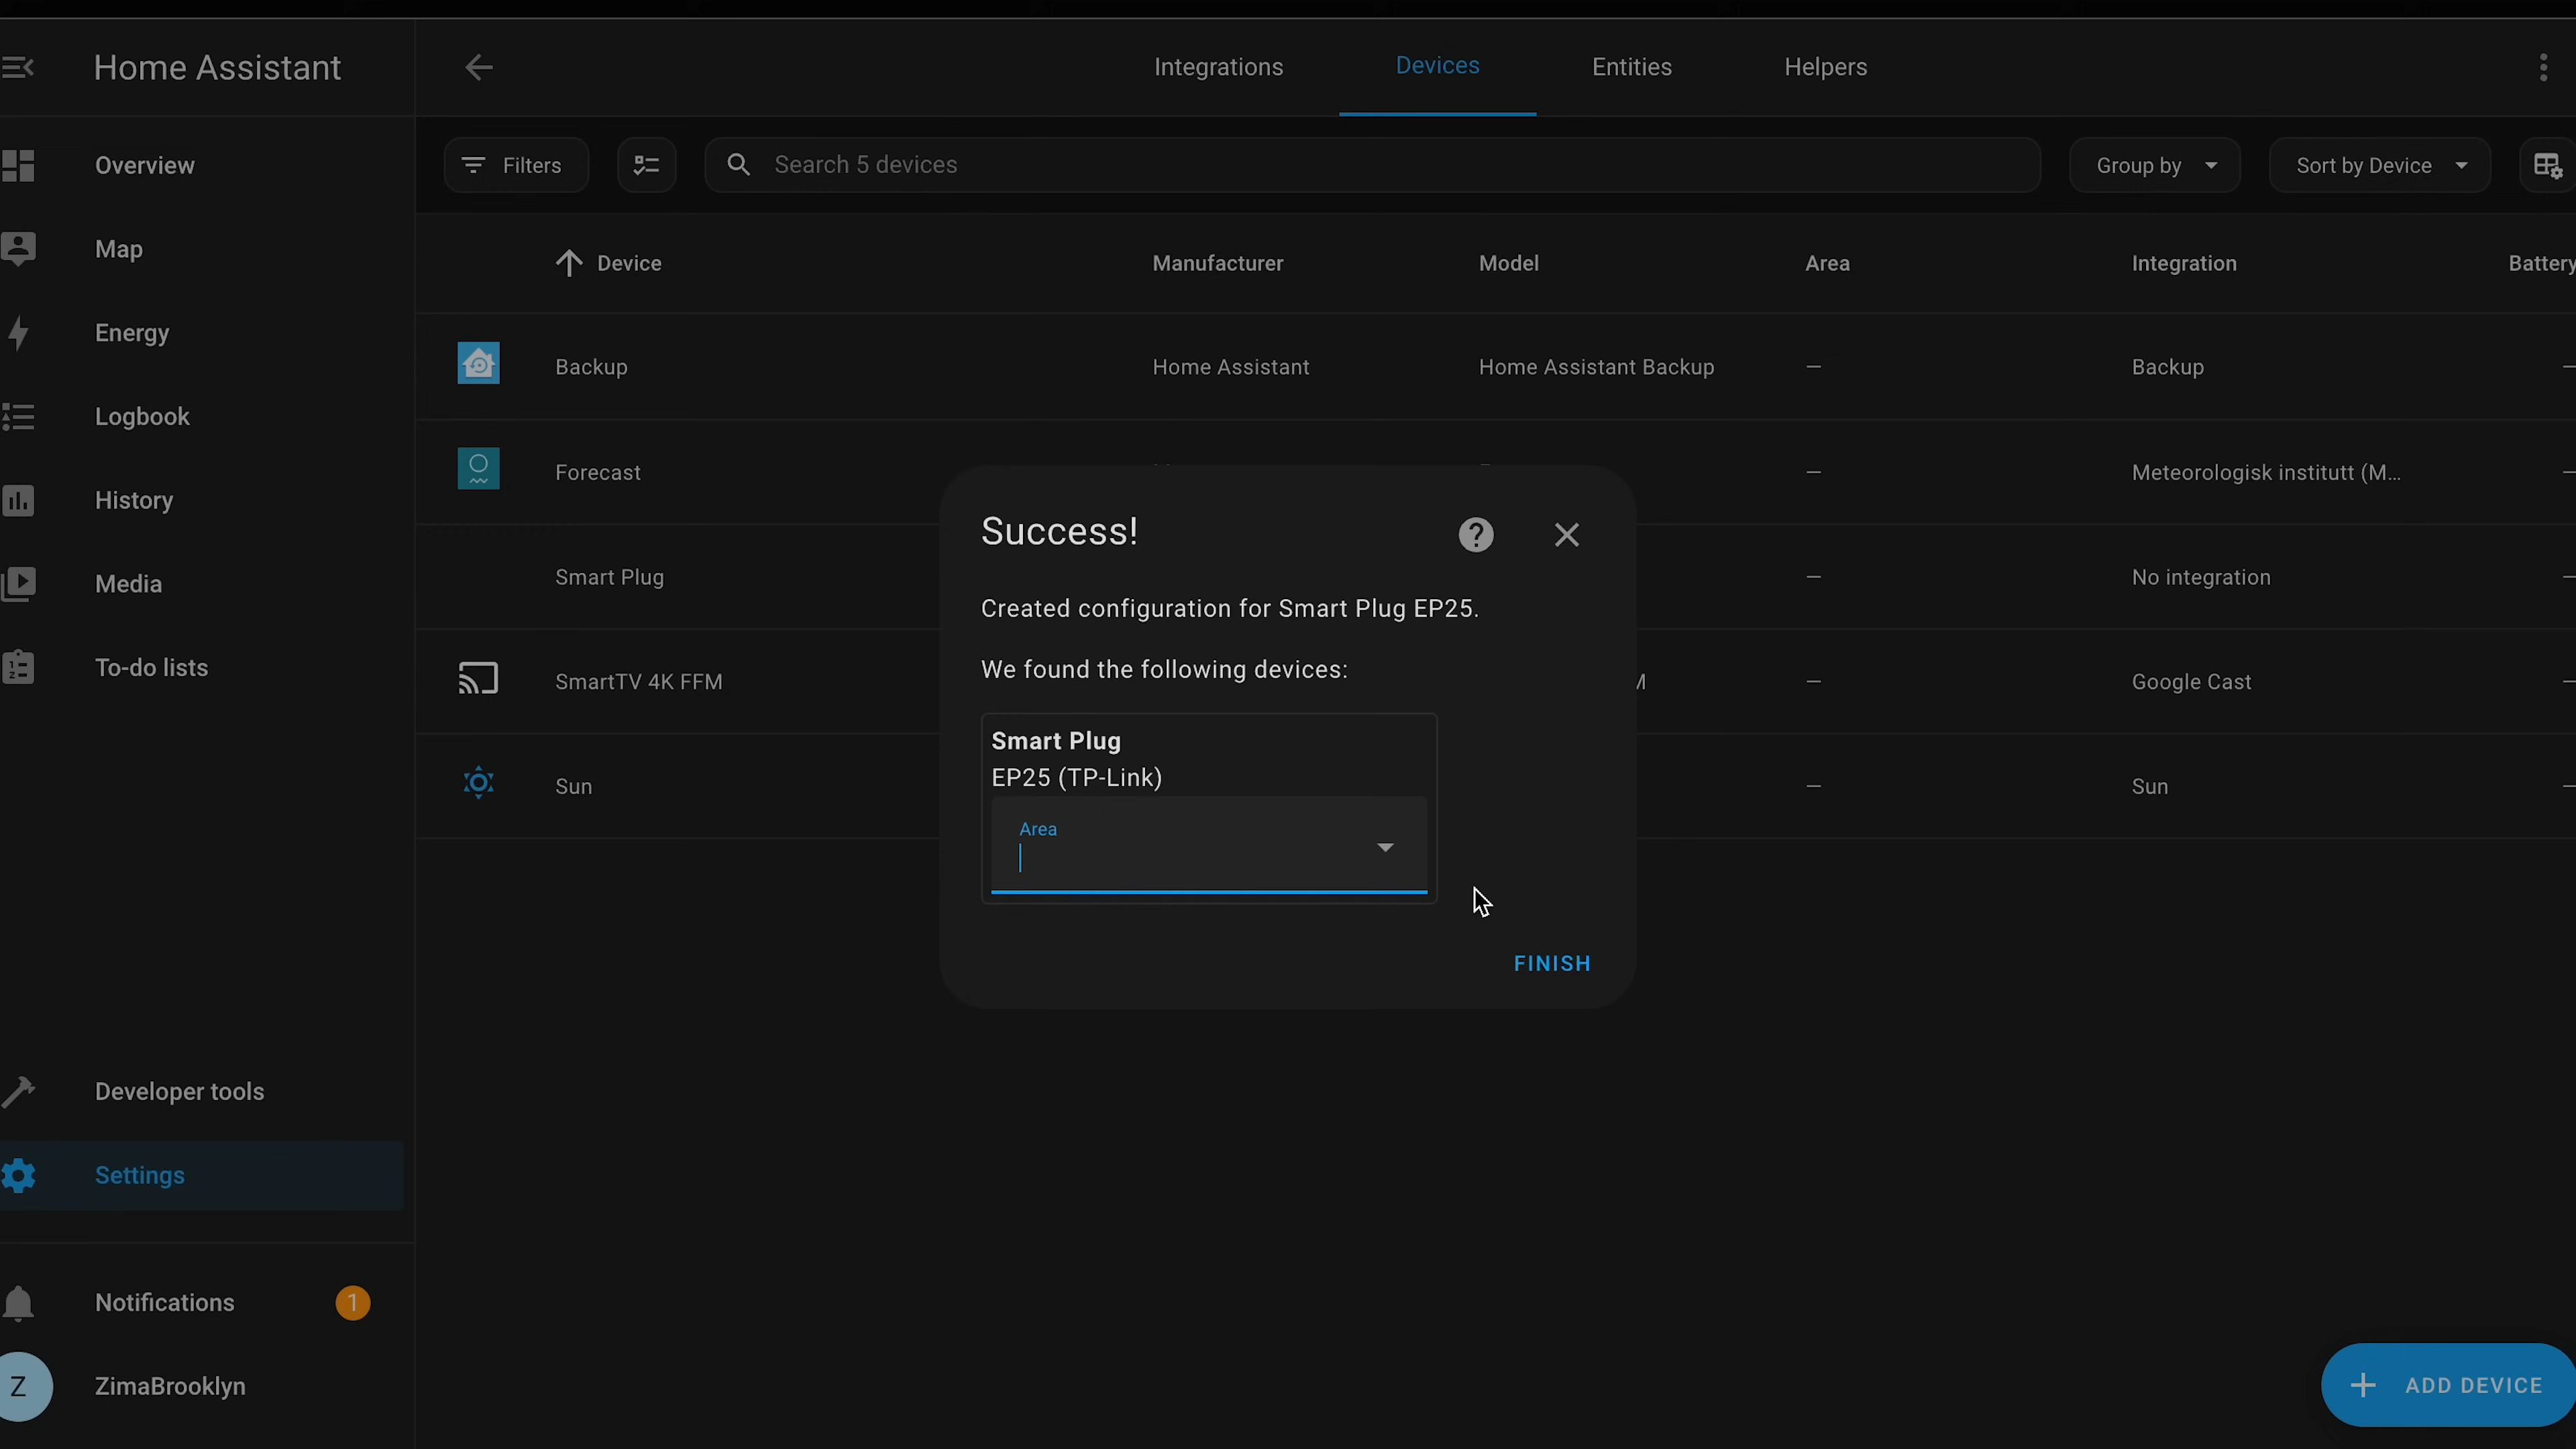 Home Assistant
Integrations Devices Entities Helpers
Overview
Map
Energy
Logbook
History
Media
To-do lists
Developer tools
Settings
Notifications 1
Z ZimaBrooklyn
Filters Search 5 devices Group by Sort by Device
Device Manufacturer Model Area Integration Battery
Backup Home Assistant Home Assistant Backup — Backup —
Forecast — Meteorologisk institutt (M... —
Smart Plug — No integration —
SmartTV 4K FFM M — Google Cast —
Sun — Sun —
Success!
Created configuration for Smart Plug EP25.
We found the following devices:
Smart Plug
EP25 (TP-Link)
Area
FINISH
ADD DEVICE